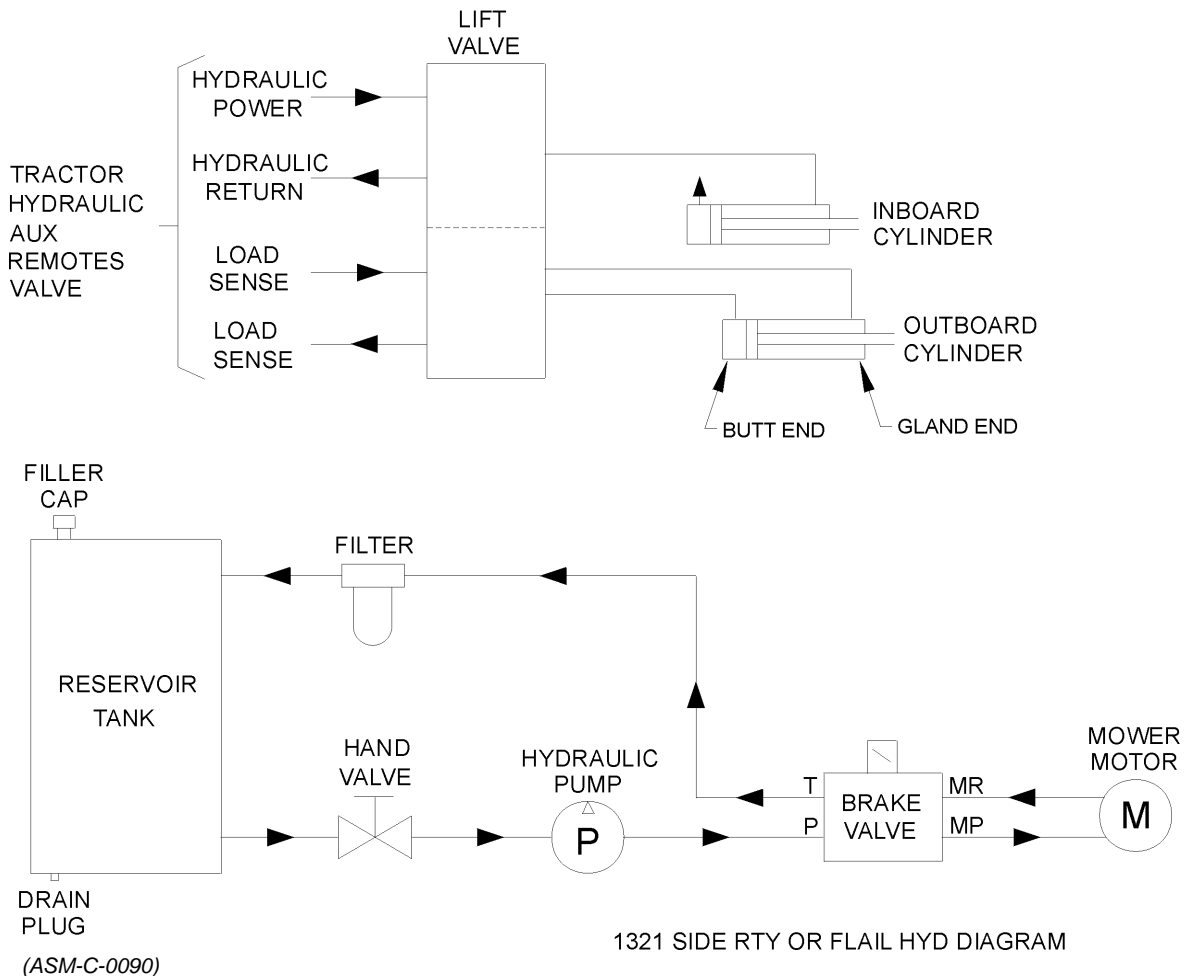 LIFT
VALVE
HYDRAULIC
POWER
HYDRAULIC
RETURN
TRACTOR
HYDRAULIC
AUX
REMOTES
VALVE
LOAD
SENSE
LOAD
SENSE
INBOARD
CYLINDER
OUTBOARD
CYLINDER
BUTT END
GLAND END
FILLER
CAP
FILTER
RESERVOIR
TANK
HAND
VALVE
HYDRAULIC
PUMP
P
T
P
BRAKE
VALVE
MR
MP
MOWER
MOTOR
M
DRAIN
PLUG
1321 SIDE RTY OR FLAIL HYD DIAGRAM
(ASM-C-0090)